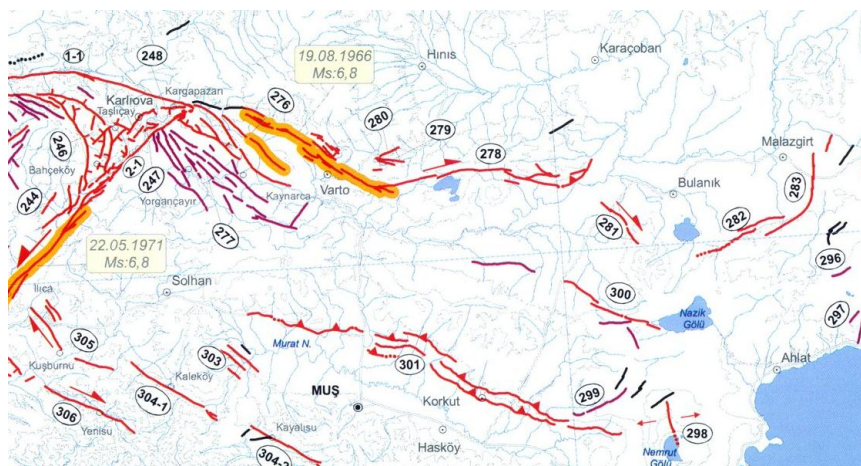 1-1
248
19.08.1966
Ms:6,8
Hınıs
Karaçoban
Kargapazarı
Karlıova
Taşlıçay
276
280
279
278
Malazgirt
246
Bahçeköy
2-1
247
Varto
Bulanık
283
244
Yorgançayır
Kaynarca
277
281
282
22.05.1971
Ms:6,8
296
Solhan
Ilıca
300
Nazik
Gölü
297
305
Kuşburnu
Murat N.
303
301
Ahlat
Kaleköy
304-1
306
Yenisu
MUŞ
Korkut
299
Kayalısu
Hasköy
298
Nemrut
Gölü